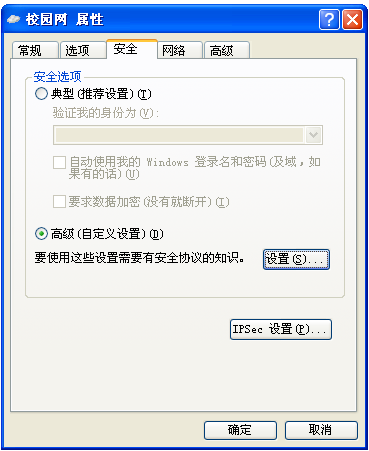 校园网 属性
常规 选项 安全 网络 高级
安全选项
典型(推荐设置)(T)
验证我的身份为(V):
自动使用我的 Windows 登录名和密码(及域，如
果有的话)(U)
要求数据加密(没有就断开)(I)
高级(自定义设置)(D)
要使用这些设置需要有安全协议的知识。 设置(S)...
IPSec 设置(P)...
确定 取消